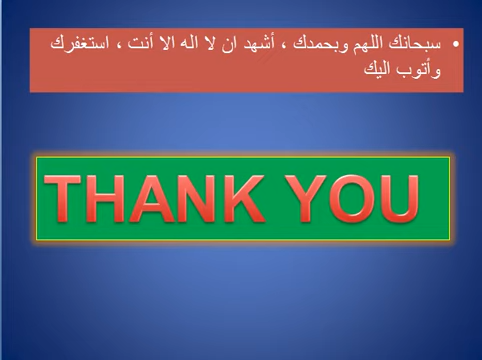 • سبحانك اللهم وبحمدك ، أشهد ان لا اله الا أنت ، استغفرك
وأتوب اليك
THANK YOU